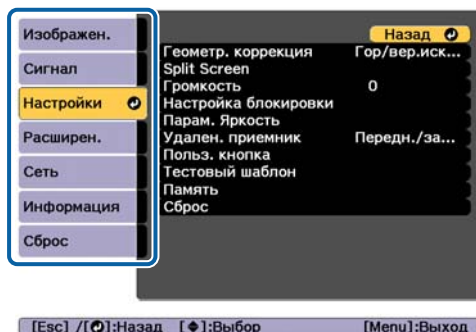 Изображен.
Сигнал
Настройки
Расширен.
Сеть
Информация
Сброс
Назад
Геометр. коррекция Гор/вер.иск...
Split Screen
Громкость 0
Настройка блокировки
Парам. Яркость
Удален. приемник Передн./за...
Польз. кнопка
Тестовый шаблон
Память
Сброс
[Esc] /[ ]:Назад [ ]:Выбор [Menu]:Выход